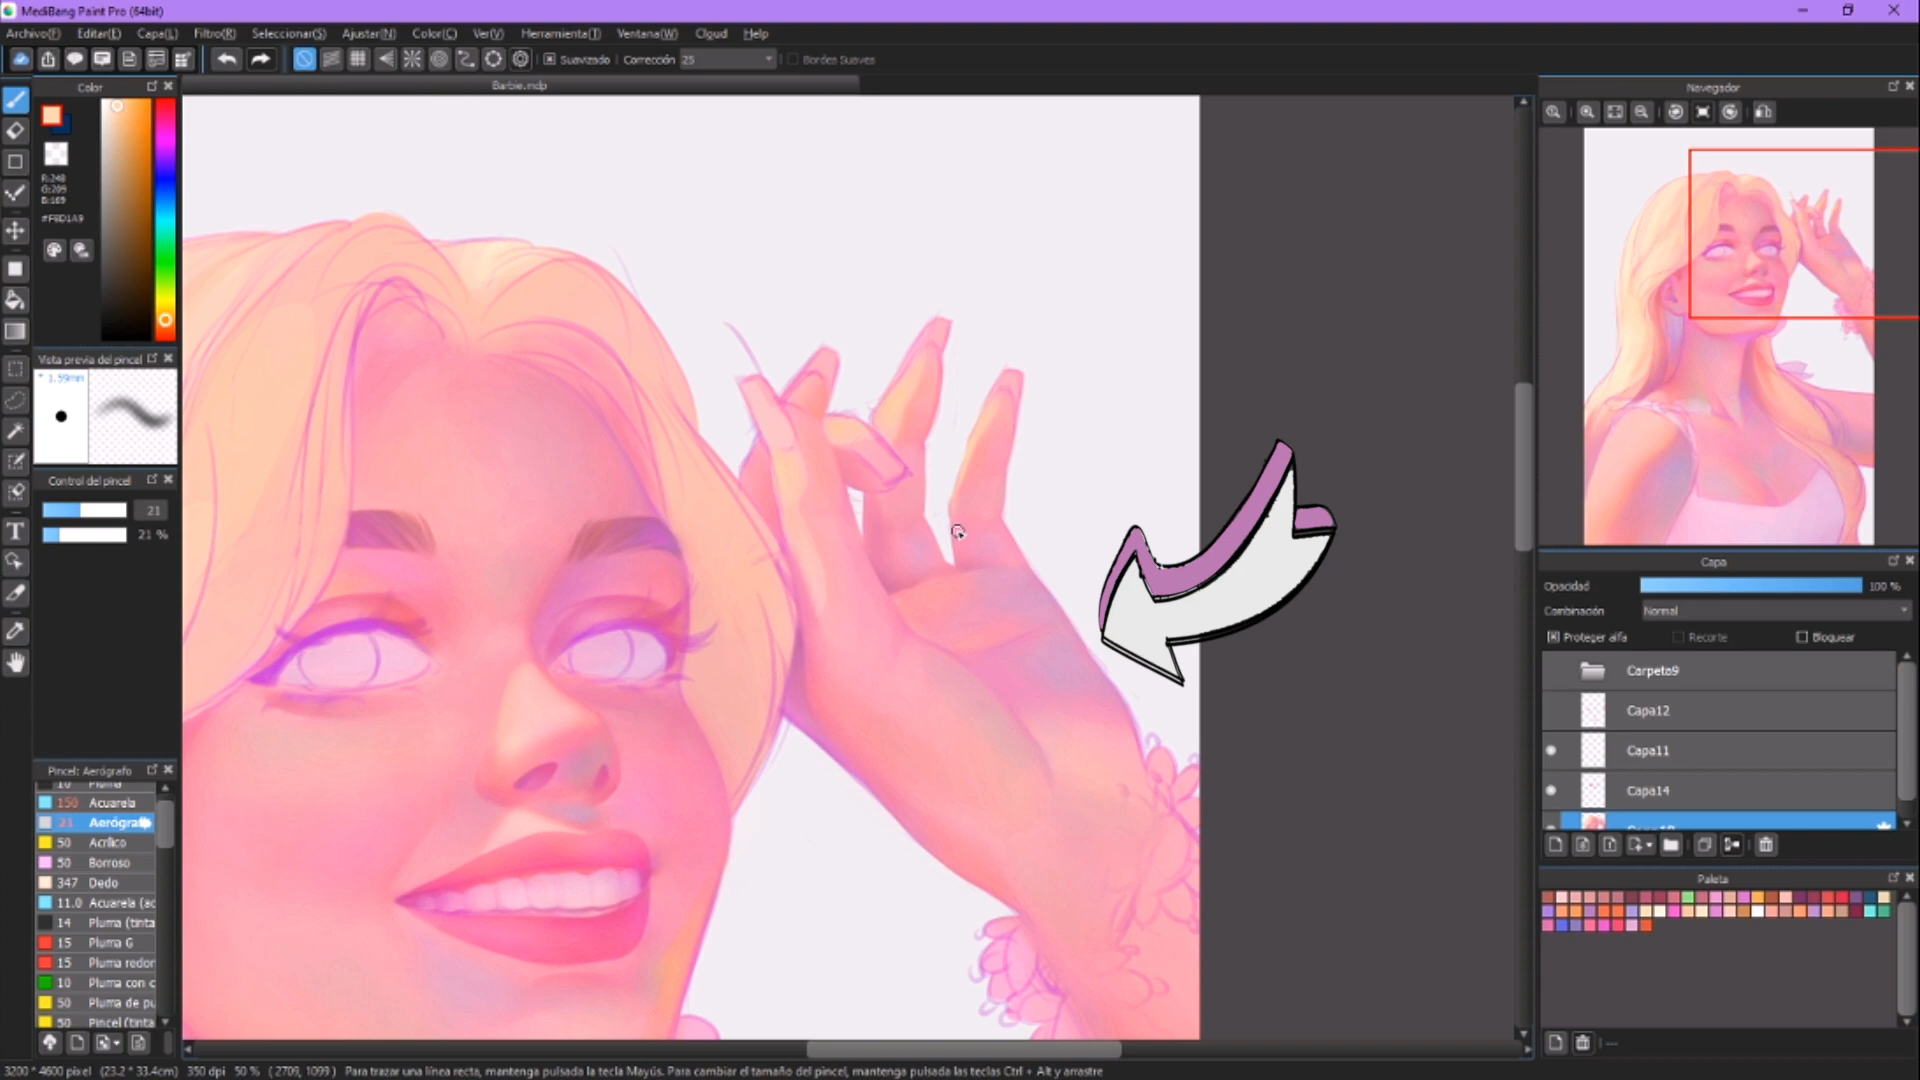 MediBang Paint Pro (64bit)
Archivo(F) Editar(E) Capa(L) Filtro(R) Seleccionar(S) Ajustar(N) Color(C) Ver(V) Herramienta(T) Ventana(W) Cloud Help
Suavizado Corrección 25 Bordes Suaves
Color
Barbie.mdp
Navegador
R:248
G:209
B:169
#F8D1A9
Vista previa del pincel
* 1.59mm
Control del pincel
21
21 %
Capa
Opacidad 100 %
Combinación Normal
Proteger alfa Recorte Bloquear
Carpeta9
Capa12
Capa11
Capa14
Pincel: Aerógrafo
10 Pluma
150 Acuarela
21 Aerógrafo
50 Acrílico
50 Borroso
347 Dedo
11.0 Acuarela (ac
14 Pluma (tinta
15 Pluma G
15 Pluma redon
10 Pluma con c
50 Pluma de pu
50 Pincel (tinta
Paleta
---
3200 * 4600 pixel (23.2 * 33.4cm) 350 dpi 50 % ( 2709, 1099 ) Para trazar una línea recta, mantenga pulsada la tecla Mayús. Para cambiar el tamaño del pincel, mantenga pulsada las teclas Ctrl + Alt y arrastre